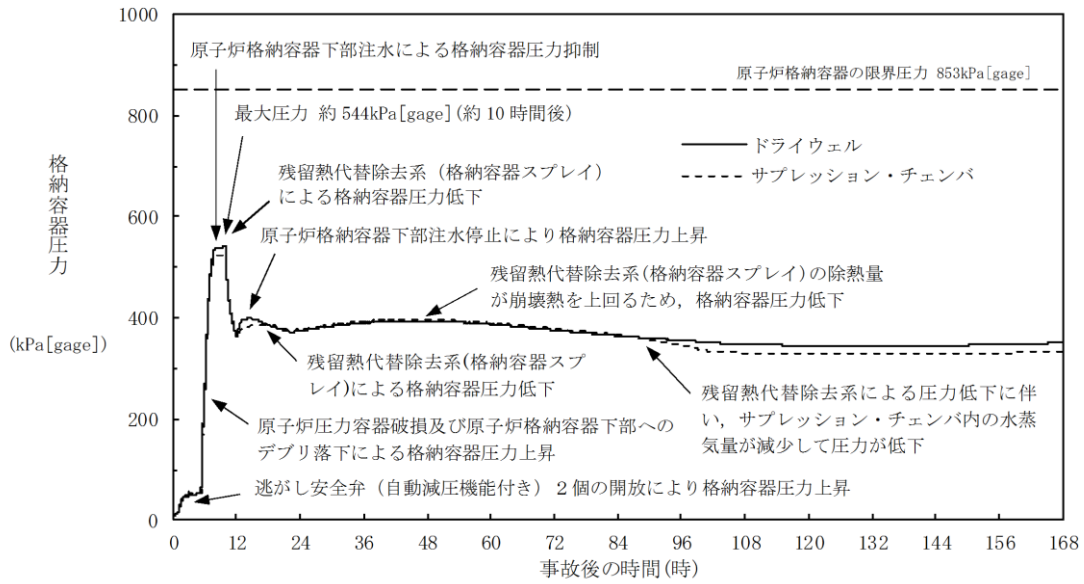 1000
800
600
400
200
0
格納容器圧力
(kPa[gage])
原子炉格納容器下部注水による格納容器圧力抑制
原子炉格納容器の限界圧力 853kPa[gage]
最大圧力 約 544kPa[gage] (約 10 時間後)
ドライウェル
サプレッション・チェンバ
残留熱代替除去系 (格納容器スプレイ)
による格納容器圧力低下
原子炉格納容器下部注水停止により格納容器圧力上昇
残留熱代替除去系(格納容器スプレイ)の除熱量
が崩壊熱を上回るため，格納容器圧力低下
残留熱代替除去系(格納容器スプ
レイ)による格納容器圧力低下
残留熱代替除去系による圧力低下に伴
い，サプレッション・チェンバ内の水蒸
気量が減少して圧力が低下
原子炉圧力容器破損及び原子炉格納容器下部への
デブリ落下による格納容器圧力上昇
逃がし安全弁（自動減圧機能付き）２個の開放により格納容器圧力上昇
0 12 24 36 48 60 72 84 96 108 120 132 144 156 168
事故後の時間(時)